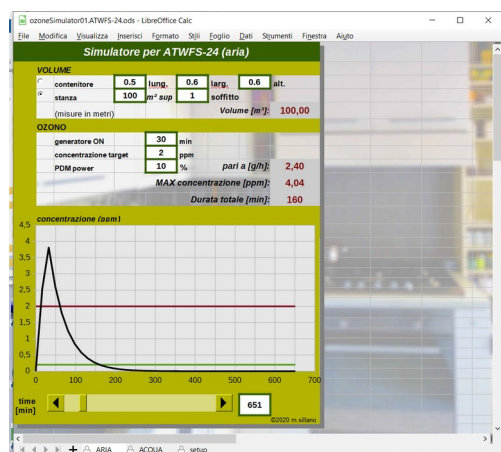 ozoneSimulator01.ATWFS-24.ods - LibreOffice Calc
File Modifica Visualizza Inserisci Formato Stili Foglio Dati Strumenti Finestra Aiuto
Simulatore per ATWFS-24 (aria)
VOLUME
contenitore 0.5 lung. 0.6 larg. 0.6 alt.
stanza 100 m² sup 1 soffitto
(misure in metri) Volume [m³]: 100,00
OZONO
generatore ON 30 min
concentrazione target 2 ppm
PDM power 10 % pari a [g/h]: 2,40
MAX concentrazione [ppm]: 4,04
Durata totale [min]: 160
concentrazione (ppm)
4,5
4
3,5
3
2,5
2
1,5
1
0,5
0
0 100 200 300 400 500 600 700
time
[min] 651
©2020 m.sillano
ARIA ACQUA setup